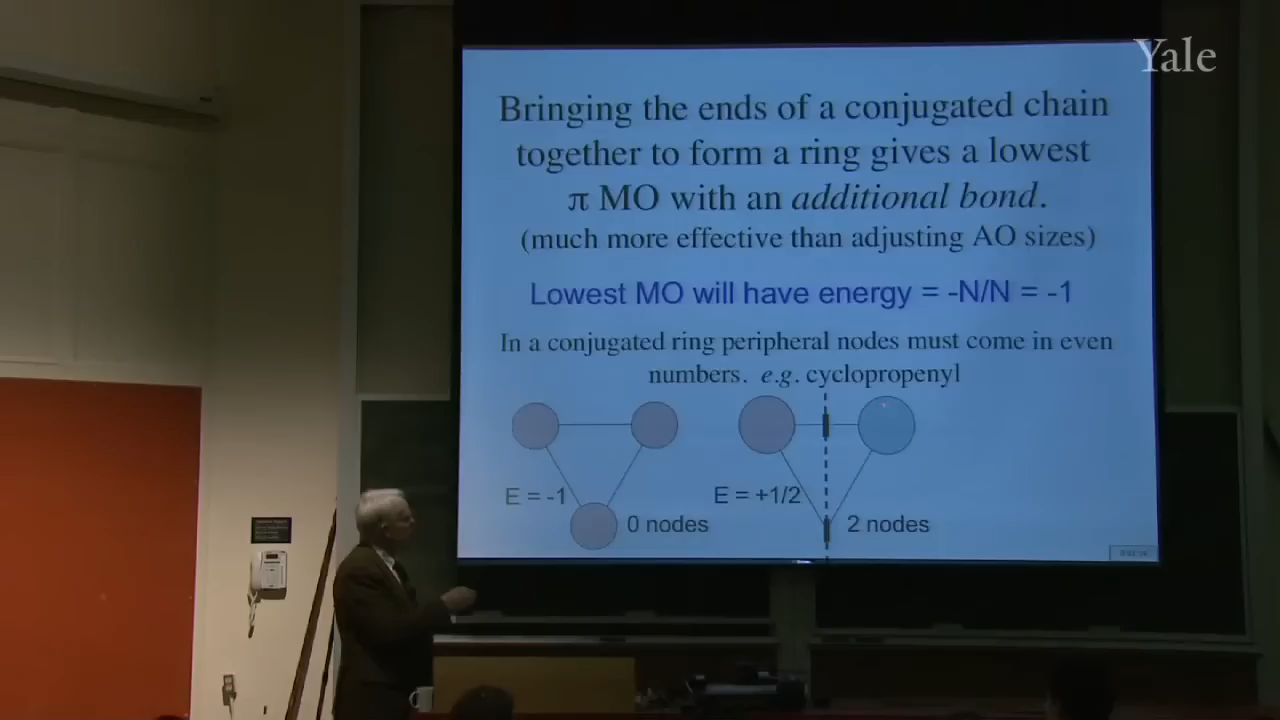 Yale
Bringing the ends of a conjugated chain
together to form a ring gives a lowest
π MO with an additional bond.
(much more effective than adjusting AO sizes)
Lowest MO will have energy = -N/N = -1
In a conjugated ring peripheral nodes must come in even
numbers. e.g. cyclopropenyl
E = -1
0 nodes
E = +1/2
2 nodes